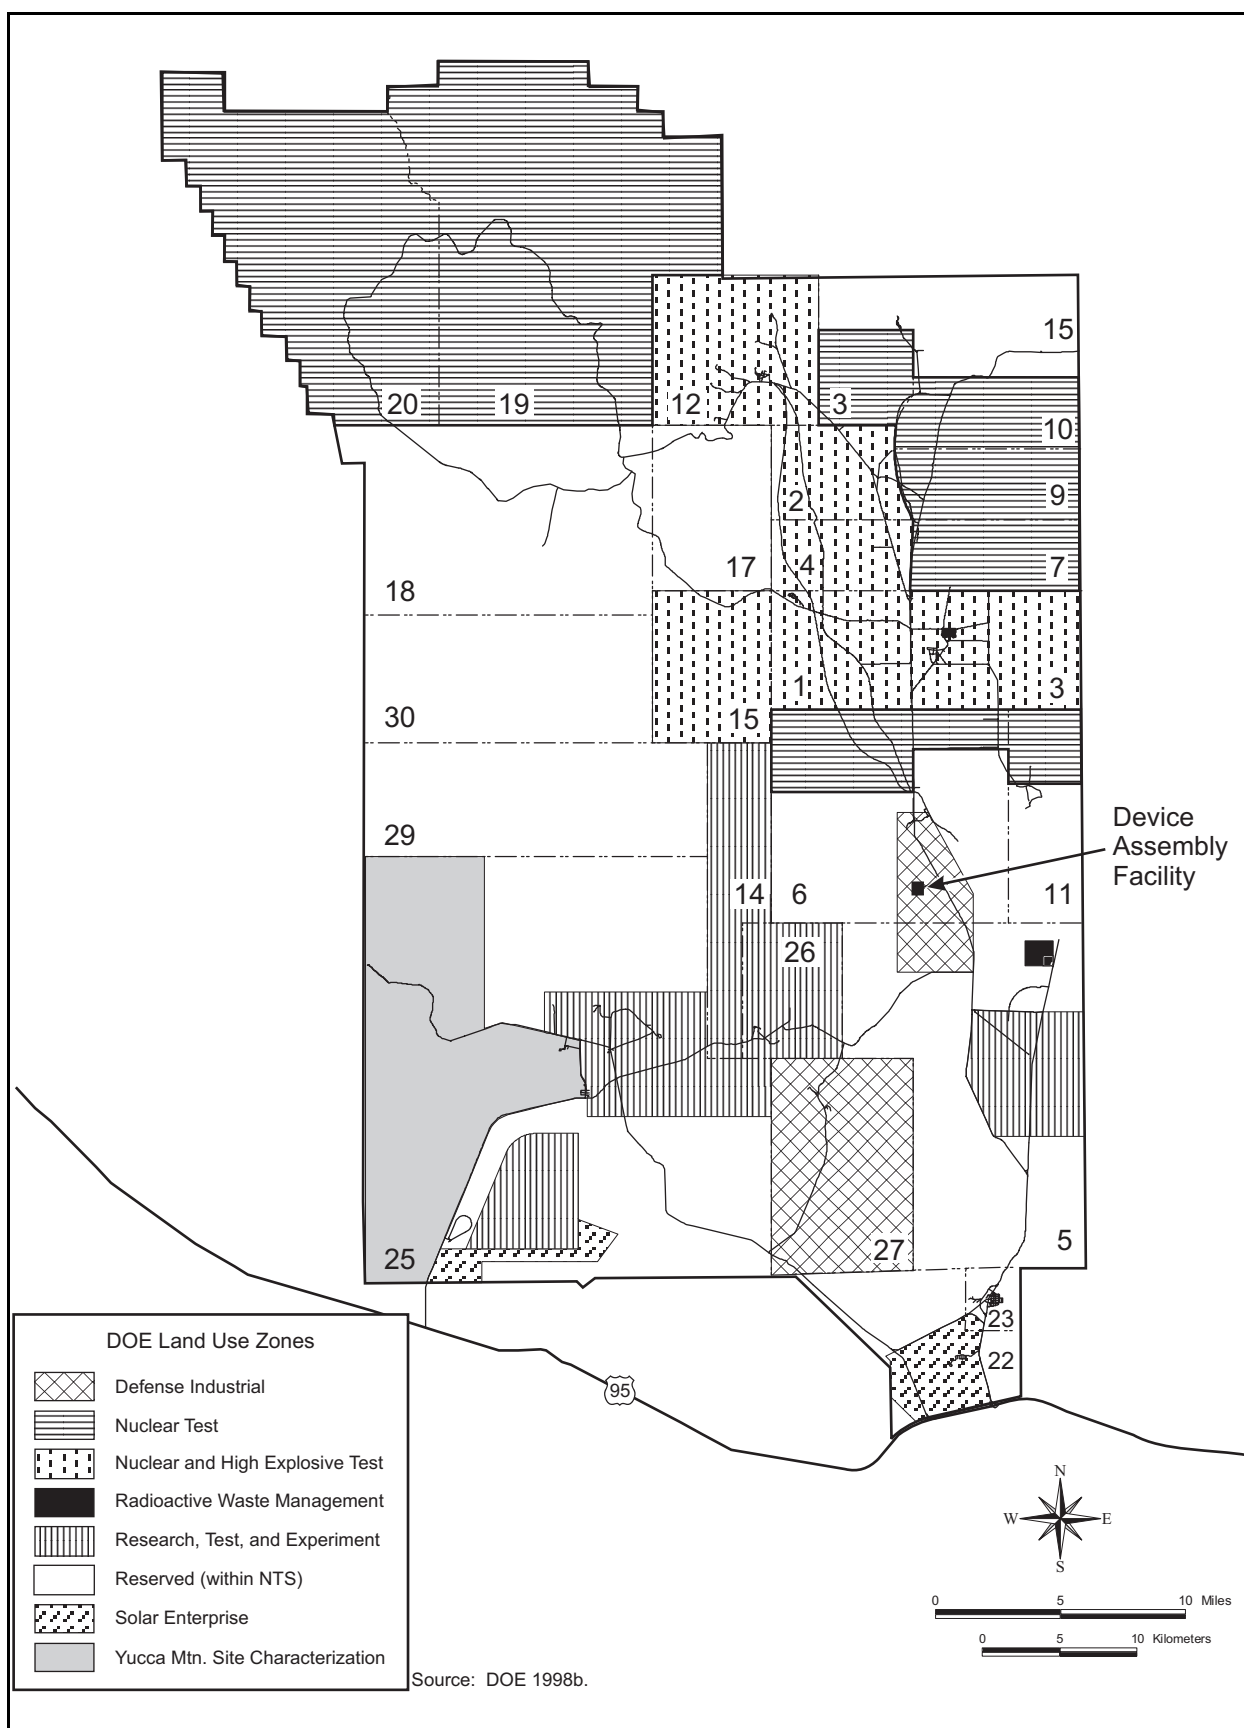 15
20
19
12
3
10
9
2
17
4
7
18
1
3
30
15
29
Device
Assembly
Facility
14
6
11
26
25
27
5
23
22
95
DOE Land Use Zones
Defense Industrial
Nuclear Test
Nuclear and High Explosive Test
Radioactive Waste Management
Research, Test, and Experiment
Reserved (within NTS)
Solar Enterprise
Yucca Mtn. Site Characterization
N
W E
S
0 5 10 Miles
0 5 10 Kilometers
Source: DOE 1998b.